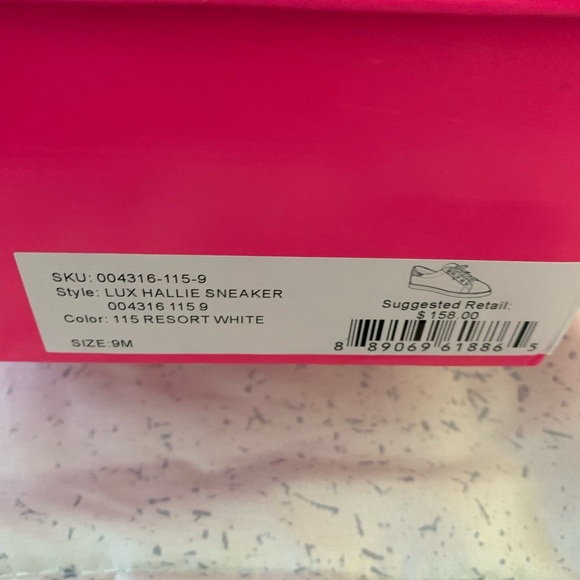 SKU: 004316-115-9
Style: LUX HALLIE SNEAKER
004316 115 9
Color: 115 RESORT WHITE
SIZE:9M
Suggested Retail:
$ 158.00
8 89069 61886 5